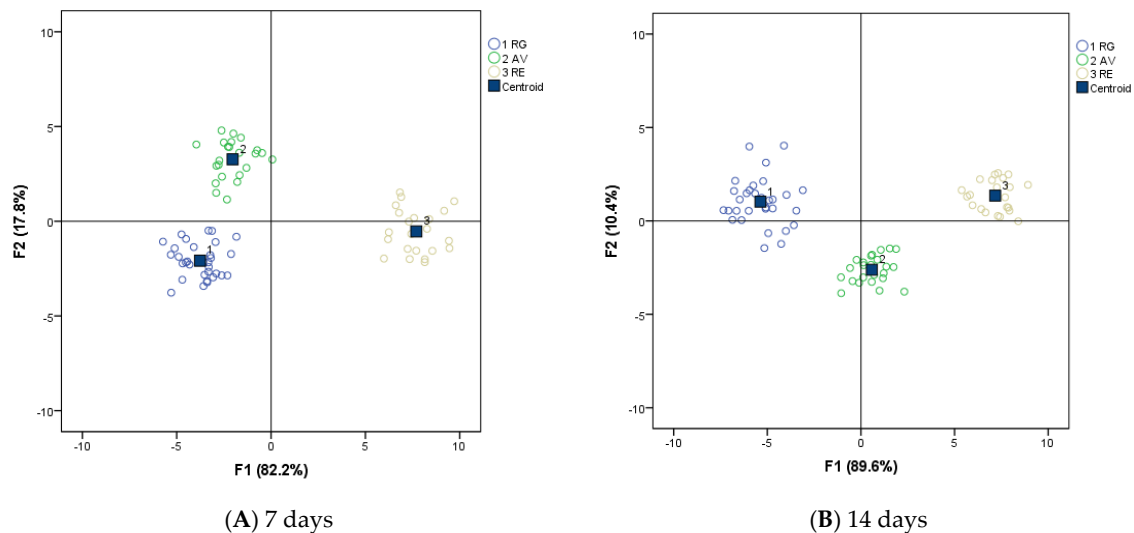 10
5
0
-5
-10
F2 (17.8%)
-10
-5
0
5
10
F1 (82.2%)
1
2
3
1 RG
2 AV
3 RE
Centroid
(A) 7 days
10
5
0
-5
-10
F2 (10.4%)
-10
-5
0
5
10
F1 (89.6%)
1
2
3
1 RG
2 AV
3 RE
Centroid
(B) 14 days